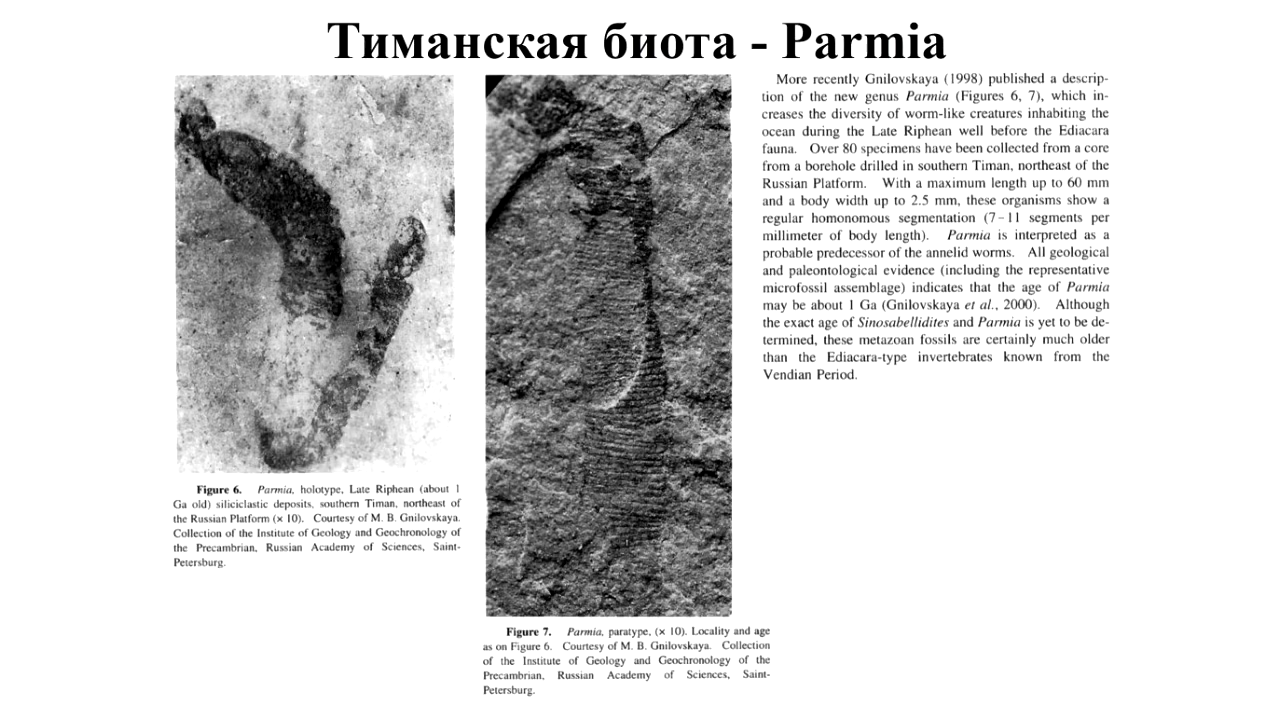 Тиманская биота - Parmia
Figure 6. Parmia, holotype, Late Riphean (about 1
Ga old) siliciclastic deposits, southern Timan, northeast of
the Russian Platform (× 10). Courtesy of M. B. Gnilovskaya.
Collection of the Institute of Geology and Geochronology of
the Precambrian, Russian Academy of Sciences, Saint-
Petersburg.
Figure 7. Parmia, paratype, (× 10). Locality and age
as on Figure 6. Courtesy of M. B. Gnilovskaya. Collection
of the Institute of Geology and Geochronology of the
Precambrian, Russian Academy of Sciences, Saint-
Petersburg.
More recently Gnilovskaya (1998) published a descrip-
tion of the new genus Parmia (Figures 6, 7), which in-
creases the diversity of worm-like creatures inhabiting the
ocean during the Late Riphean well before the Ediacara
fauna. Over 80 specimens have been collected from a core
from a borehole drilled in southern Timan, northeast of the
Russian Platform. With a maximum length up to 60 mm
and a body width up to 2.5 mm, these organisms show a
regular homonomous segmentation (7–11 segments per
millimeter of body length). Parmia is interpreted as a
probable predecessor of the annelid worms. All geological
and paleontological evidence (including the representative
microfossil assemblage) indicates that the age of Parmia
may be about 1 Ga (Gnilovskaya et al., 2000). Although
the exact age of Sinosabellidites and Parmia is yet to be de-
termined, these metazoan fossils are certainly much older
than the Ediacara-type invertebrates known from the
Vendian Period.